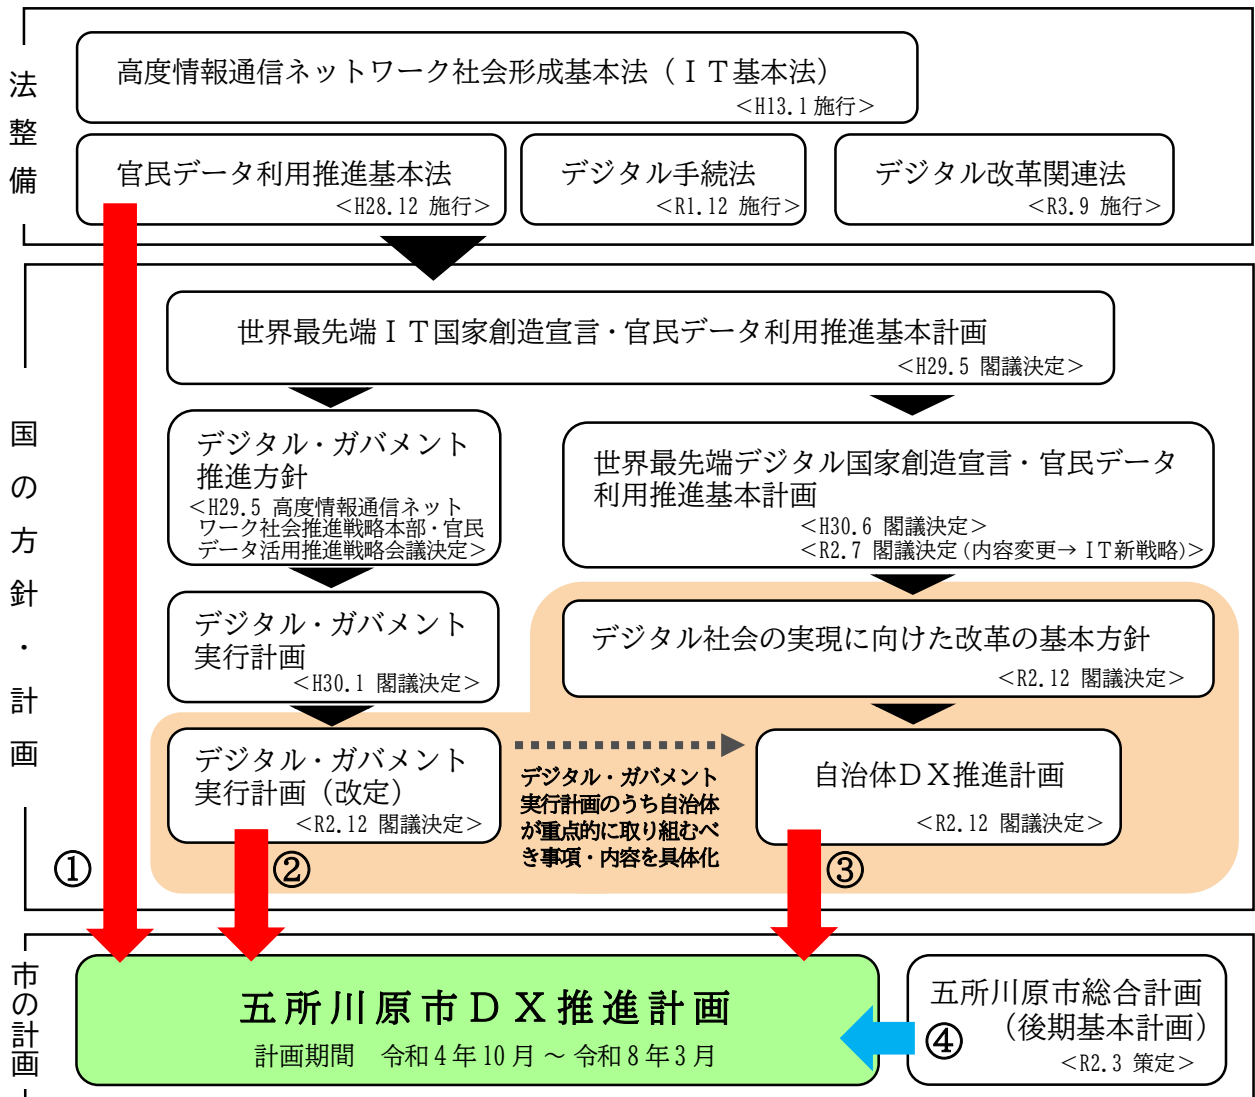 法整備
高度情報通信ネットワーク社会形成基本法（ＩＴ基本法）
＜H13.1 施行＞
官民データ利用推進基本法
＜H28.12 施行＞
デジタル手続法
＜R1.12 施行＞
デジタル改革関連法
＜R3.9 施行＞
国の方針・計画
世界最先端ＩＴ国家創造宣言・官民データ利用推進基本計画
＜H29.5 閣議決定＞
デジタル・ガバメント
推進方針
＜H29.5 高度情報通信ネット
ワーク社会推進戦略本部・官民
データ活用推進戦略会議決定＞
世界最先端デジタル国家創造宣言・官民データ
利用推進基本計画
＜H30.6 閣議決定＞
＜R2.7 閣議決定（内容変更→ IT新戦略）＞
デジタル・ガバメント
実行計画
＜H30.1 閣議決定＞
デジタル社会の実現に向けた改革の基本方針
＜R2.12 閣議決定＞
デジタル・ガバメント
実行計画（改定）
＜R2.12 閣議決定＞
デジタル・ガバメント
実行計画のうち自治体
が重点的に取り組むべ
き事項・内容を具体化
自治体ＤＸ推進計画
＜R2.12 閣議決定＞
①
②
③
市の計画
五所川原市ＤＸ推進計画
計画期間　令和４年10月 ～ 令和８年３月
④
五所川原市総合計画
（後期基本計画）
＜R2.3 策定＞